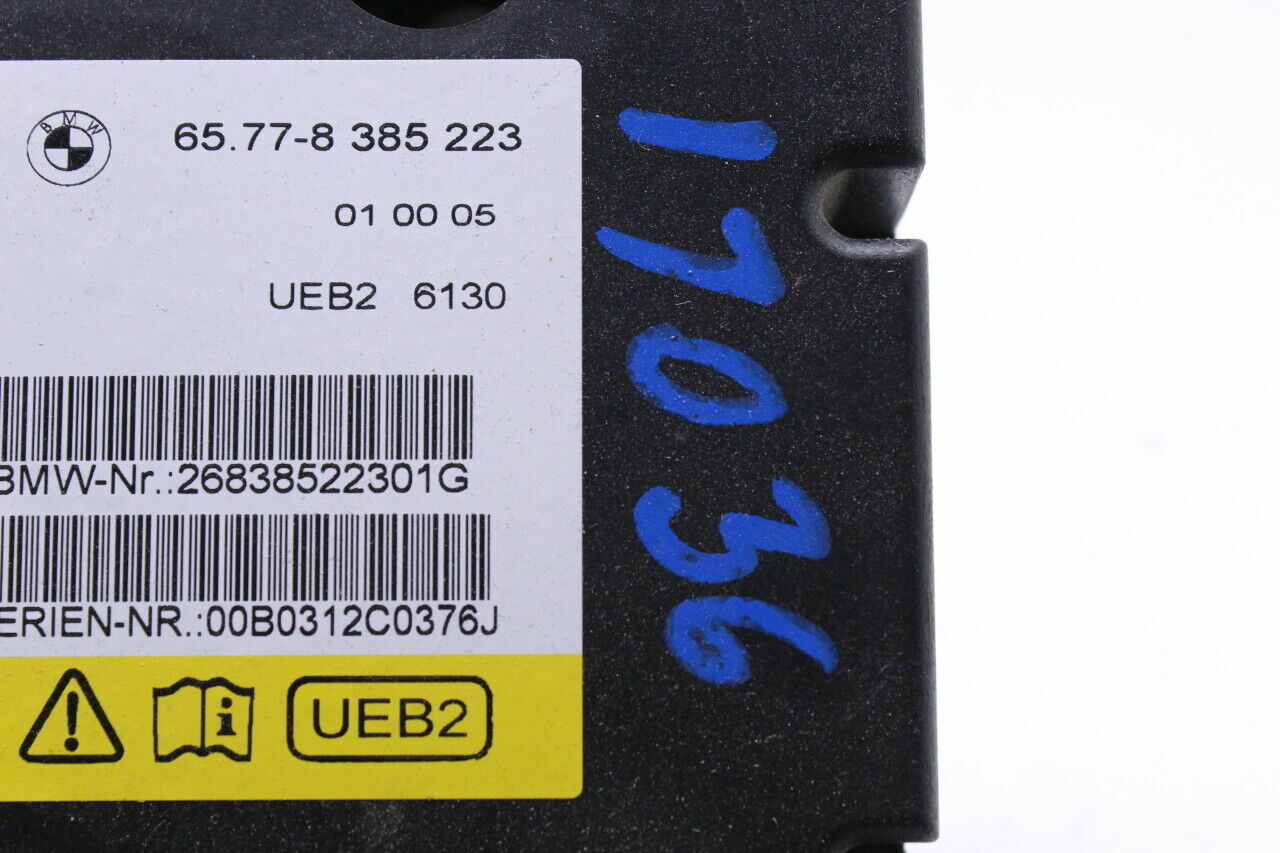 BMW
65.77-8 385 223
01 00 05
UEB2 6130
BMW-Nr.:26838522301G
ERIEN-NR.:00B0312C0376J
UEB2
17036